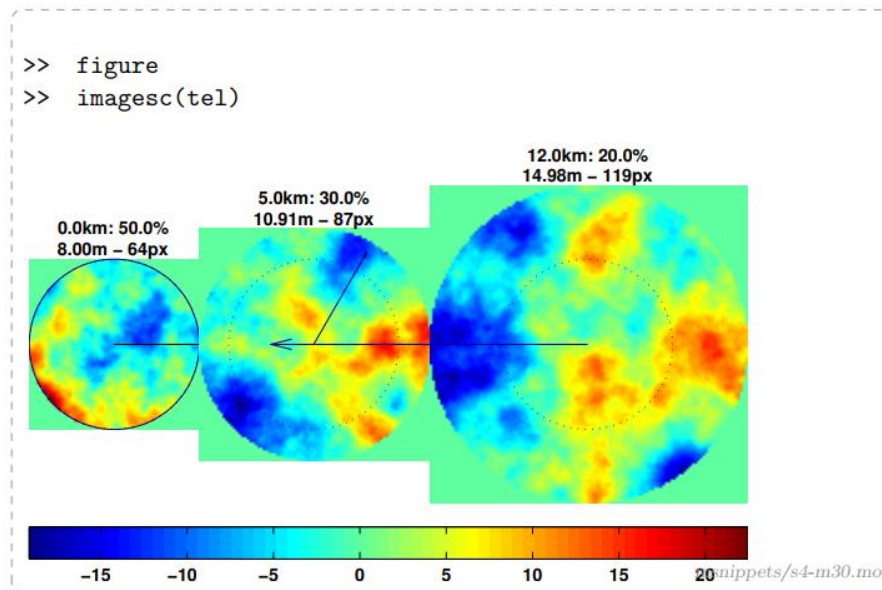 >> figure
>> imagesc(tel)
12.0km: 20.0%
14.98m − 119px
5.0km: 30.0%
10.91m − 87px
0.0km: 50.0%
8.00m − 64px
−15 −10 −5 0 5 10 15 20
snippets/s4-m30.mo